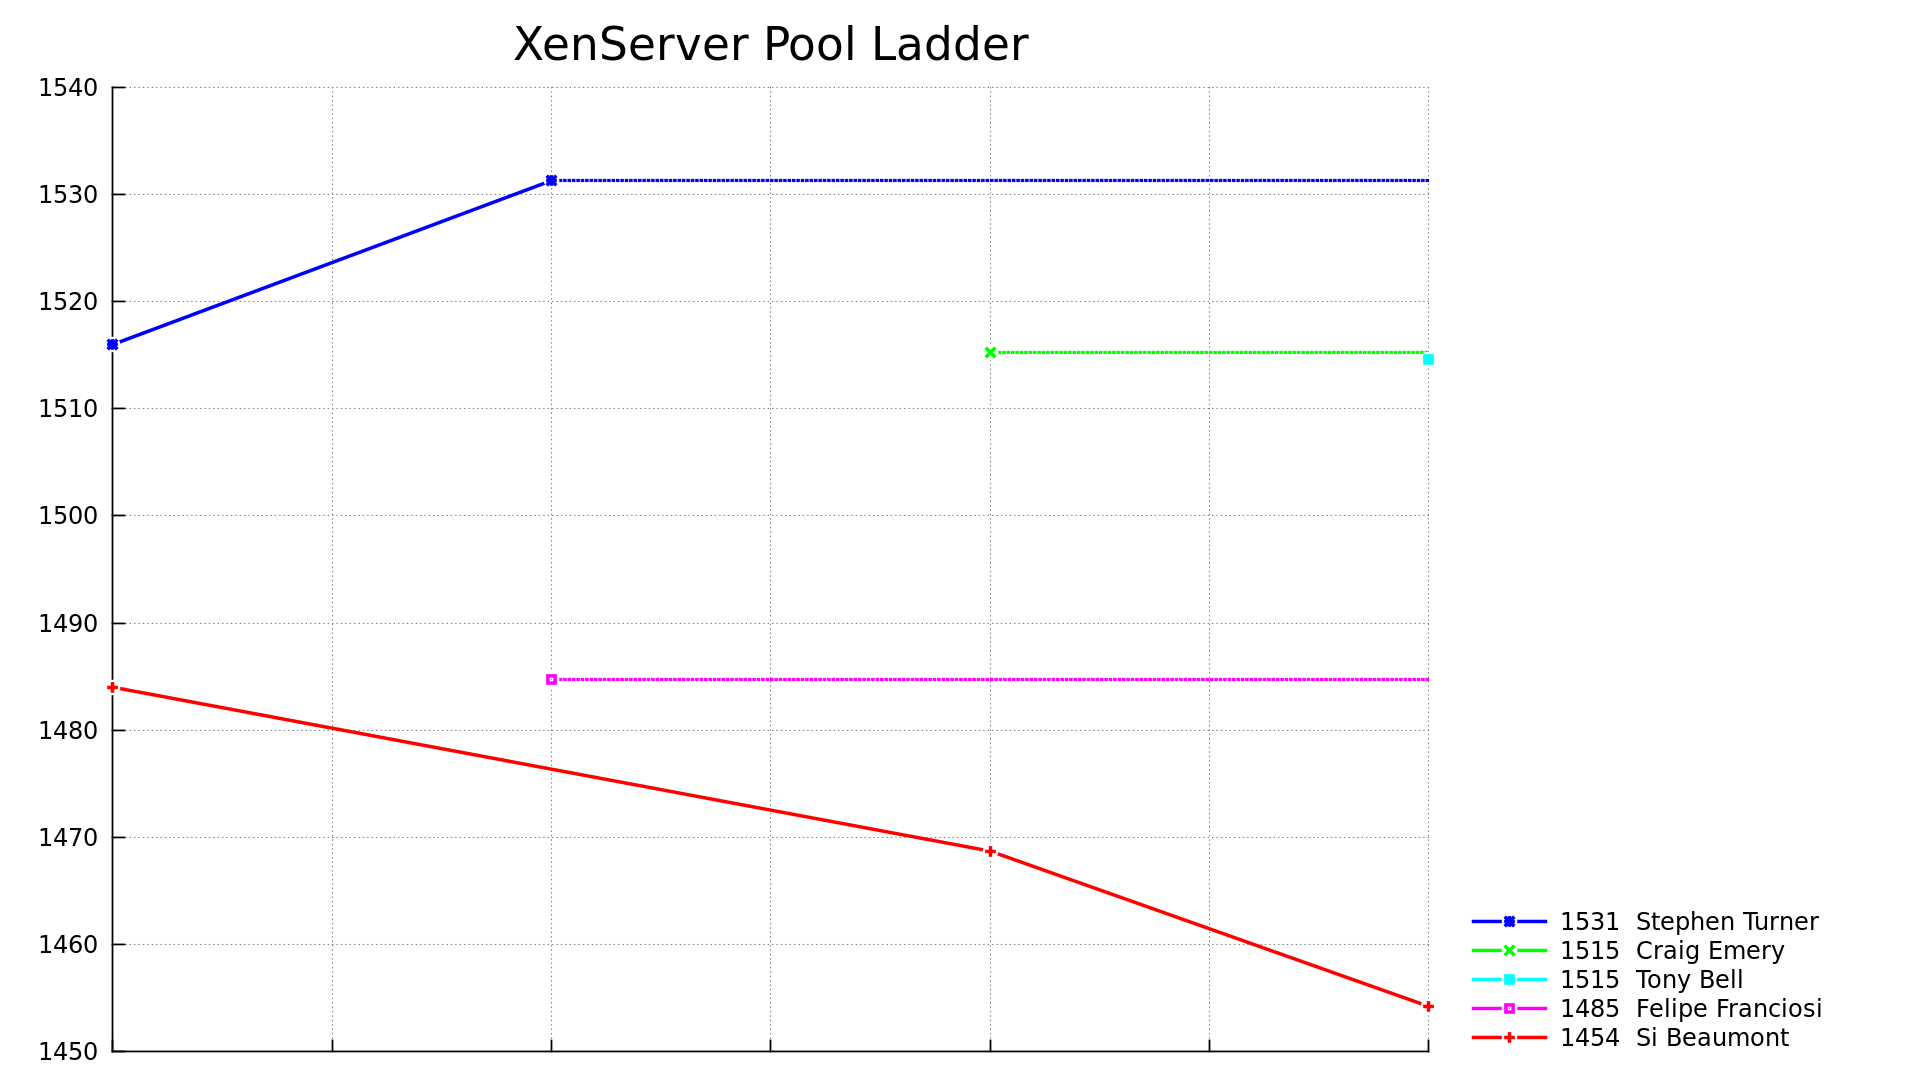 XenServer Pool Ladder
1540
1530
1520
1510
1500
1490
1480
1470
1460
1450
1531 Stephen Turner
1515 Craig Emery
1515 Tony Bell
1485 Felipe Franciosi
1454 Si Beaumont